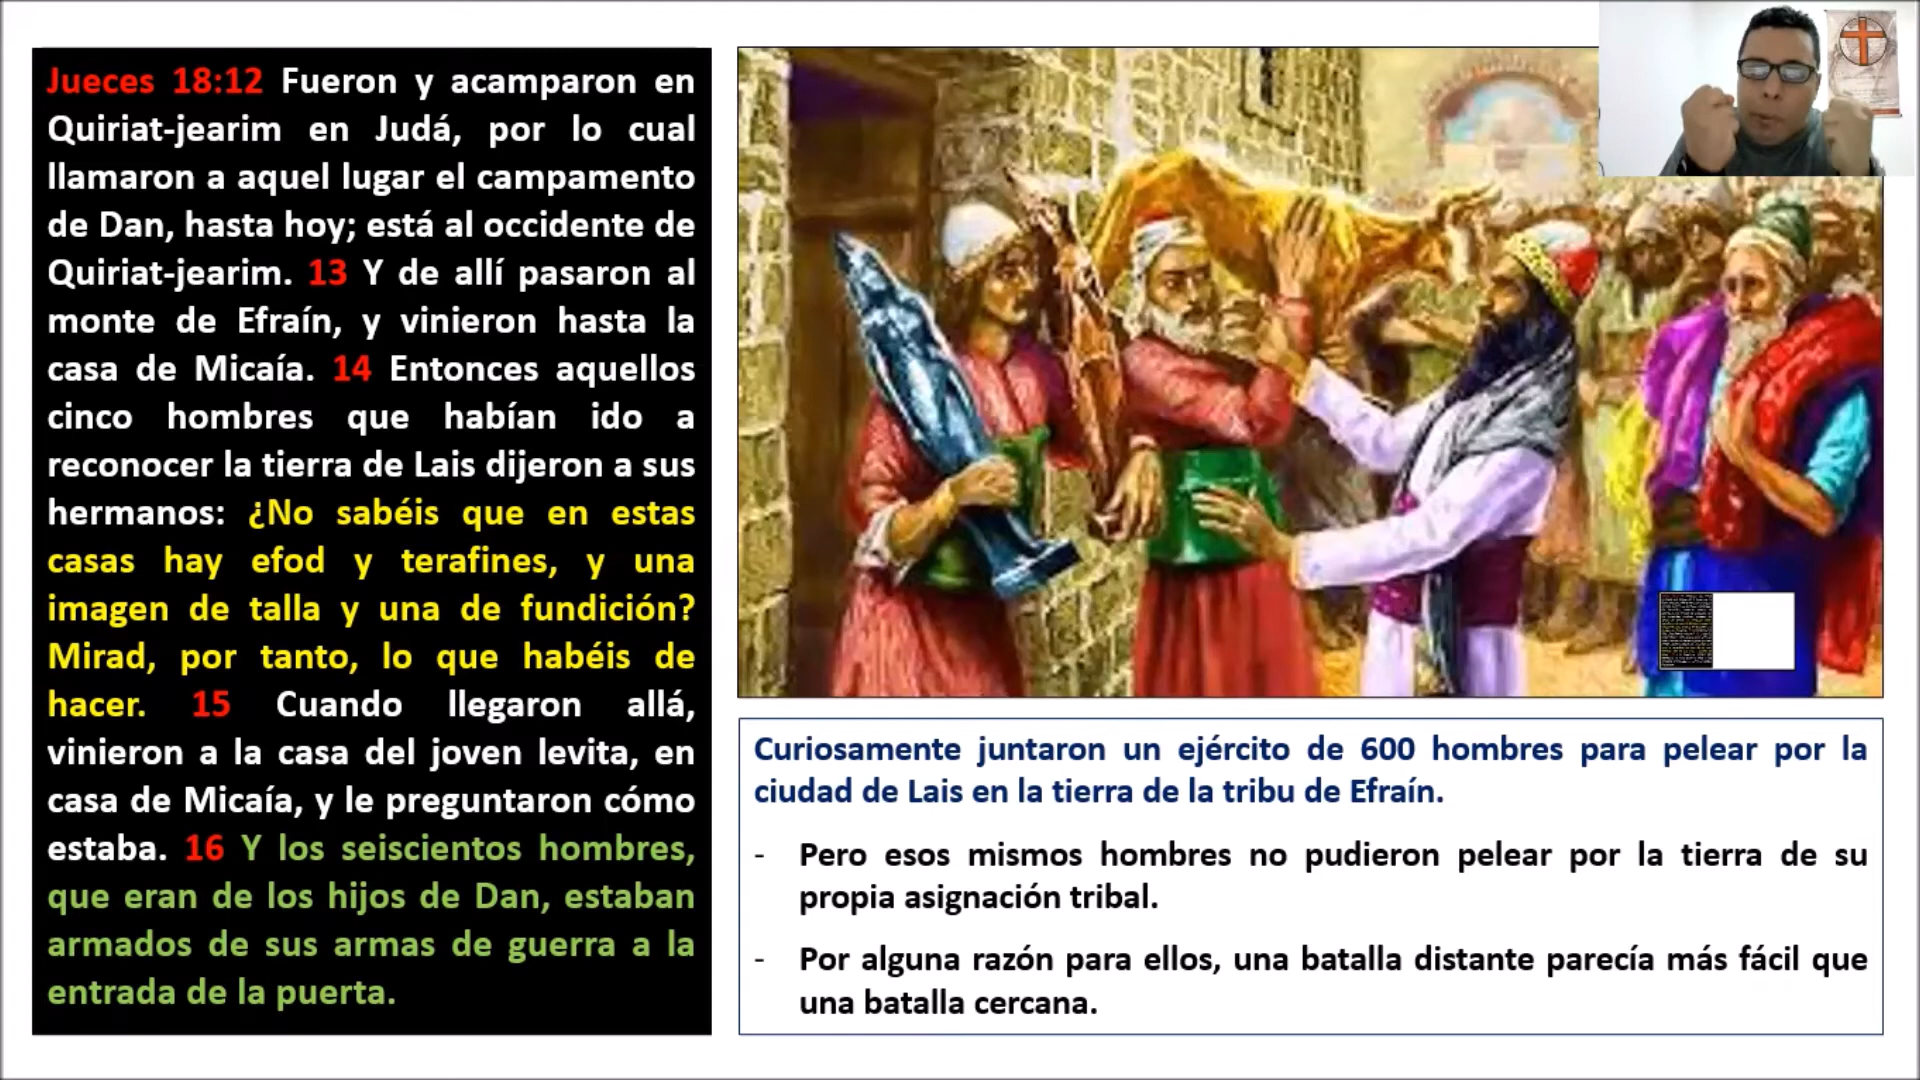 Jueces 18:12 Fueron y acamparon en
Quiriat-jearim en Judá, por lo cual
llamaron a aquel lugar el campamento
de Dan, hasta hoy; está al occidente de
Quiriat-jearim. 13 Y de allí pasaron al
monte de Efraín, y vinieron hasta la
casa de Micaía. 14 Entonces aquellos
cinco hombres que habían ido a
reconocer la tierra de Lais dijeron a sus
hermanos: ¿No sabéis que en estas
casas hay efod y terafines, y una
imagen de talla y una de fundición?
Mirad, por tanto, lo que habéis de
hacer. 15 Cuando llegaron allá,
vinieron a la casa del joven levita, en
casa de Micaía, y le preguntaron cómo
estaba. 16 Y los seiscientos hombres,
que eran de los hijos de Dan, estaban
armados de sus armas de guerra a la
entrada de la puerta.
Curiosamente juntaron un ejército de 600 hombres para pelear por la
ciudad de Lais en la tierra de la tribu de Efraín.
- Pero esos mismos hombres no pudieron pelear por la tierra de su
propia asignación tribal.
- Por alguna razón para ellos, una batalla distante parecía más fácil que
una batalla cercana.